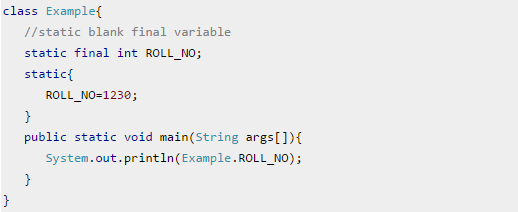 class Example{
//static blank final variable
static final int ROLL_NO;
static{
ROLL_NO=1230;
}
public static void main(String args[]){
System.out.println(Example.ROLL_NO);
}
}